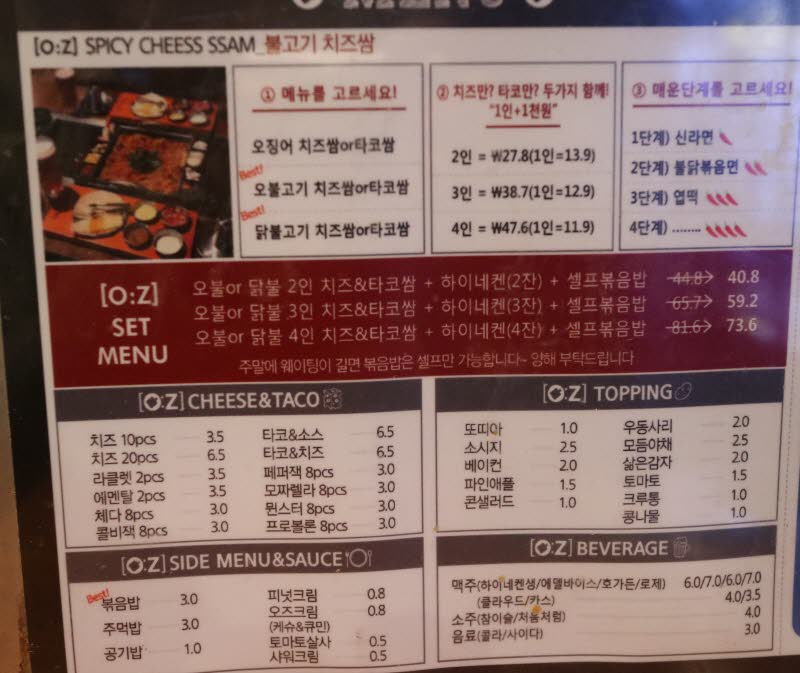 MENU
[O:Z] SPICY CHEESS SSAM_불고기 치즈쌈
① 메뉴를 고르세요!
오징어 치즈쌈or타코쌈
Best!
오불고기 치즈쌈or타코쌈
Best!
닭불고기 치즈쌈or타코쌈
② 치즈만? 타코만? 두가지 함께!
"1인+1천원"
2인 = ₩27.8(1인=13.9)
3인 = ₩38.7(1인=12.9)
4인 = ₩47.6(1인=11.9)
③ 매운단계를 고르세요!
1단계) 신라면
2단계) 불닭볶음면
3단계) 엽떡
4단계) ........
[O:Z]
SET
MENU
오불or 닭불 2인 치즈&타코쌈 + 하이네켄(2잔) + 셀프볶음밥 44.8> 40.8
오불or 닭불 3인 치즈&타코쌈 + 하이네켄(3잔) + 셀프볶음밥 65.7> 59.2
오불or 닭불 4인 치즈&타코쌈 + 하이네켄(4잔) + 셀프볶음밥 81.6> 73.6
주말에 웨이팅이 길면 볶음밥은 셀프만 가능합니다~ 양해 부탁드립니다
[O:Z] CHEESE&TACO
치즈 10pcs 3.5
치즈 20pcs 6.5
라클렛 2pcs 3.5
에멘탈 2pcs 3.5
체다 8pcs 3.0
콜비잭 8pcs 3.0
타코&소스 6.5
타코&치즈 6.5
페퍼잭 8pcs 3.0
모짜렐라 8pcs 3.0
뮌스터 8pcs 3.0
프로볼론 8pcs 3.0
[O:Z] TOPPING
또띠아 1.0
소시지 2.5
베이컨 2.0
파인애플 1.5
콘샐러드 1.0
우동사리 2.0
모듬야채 2.5
삶은감자 2.0
토마토 1.5
크루통 1.0
콩나물 1.0
[O:Z] SIDE MENU&SAUCE
Best!
볶음밥 3.0
주먹밥 3.0
공기밥 1.0
피넛크림 0.8
오즈크림 0.8
(케슈&큐민)
토마토살사 0.5
샤워크림 0.5
[O:Z] BEVERAGE
맥주(하이네켄생/에델바이스/호가든/로제) 6.0/7.0/6.0/7.0
(클라우드/카스) 4.0/3.5
소주(참이슬/처음처럼) 4.0
음료(콜라/사이다) 3.0